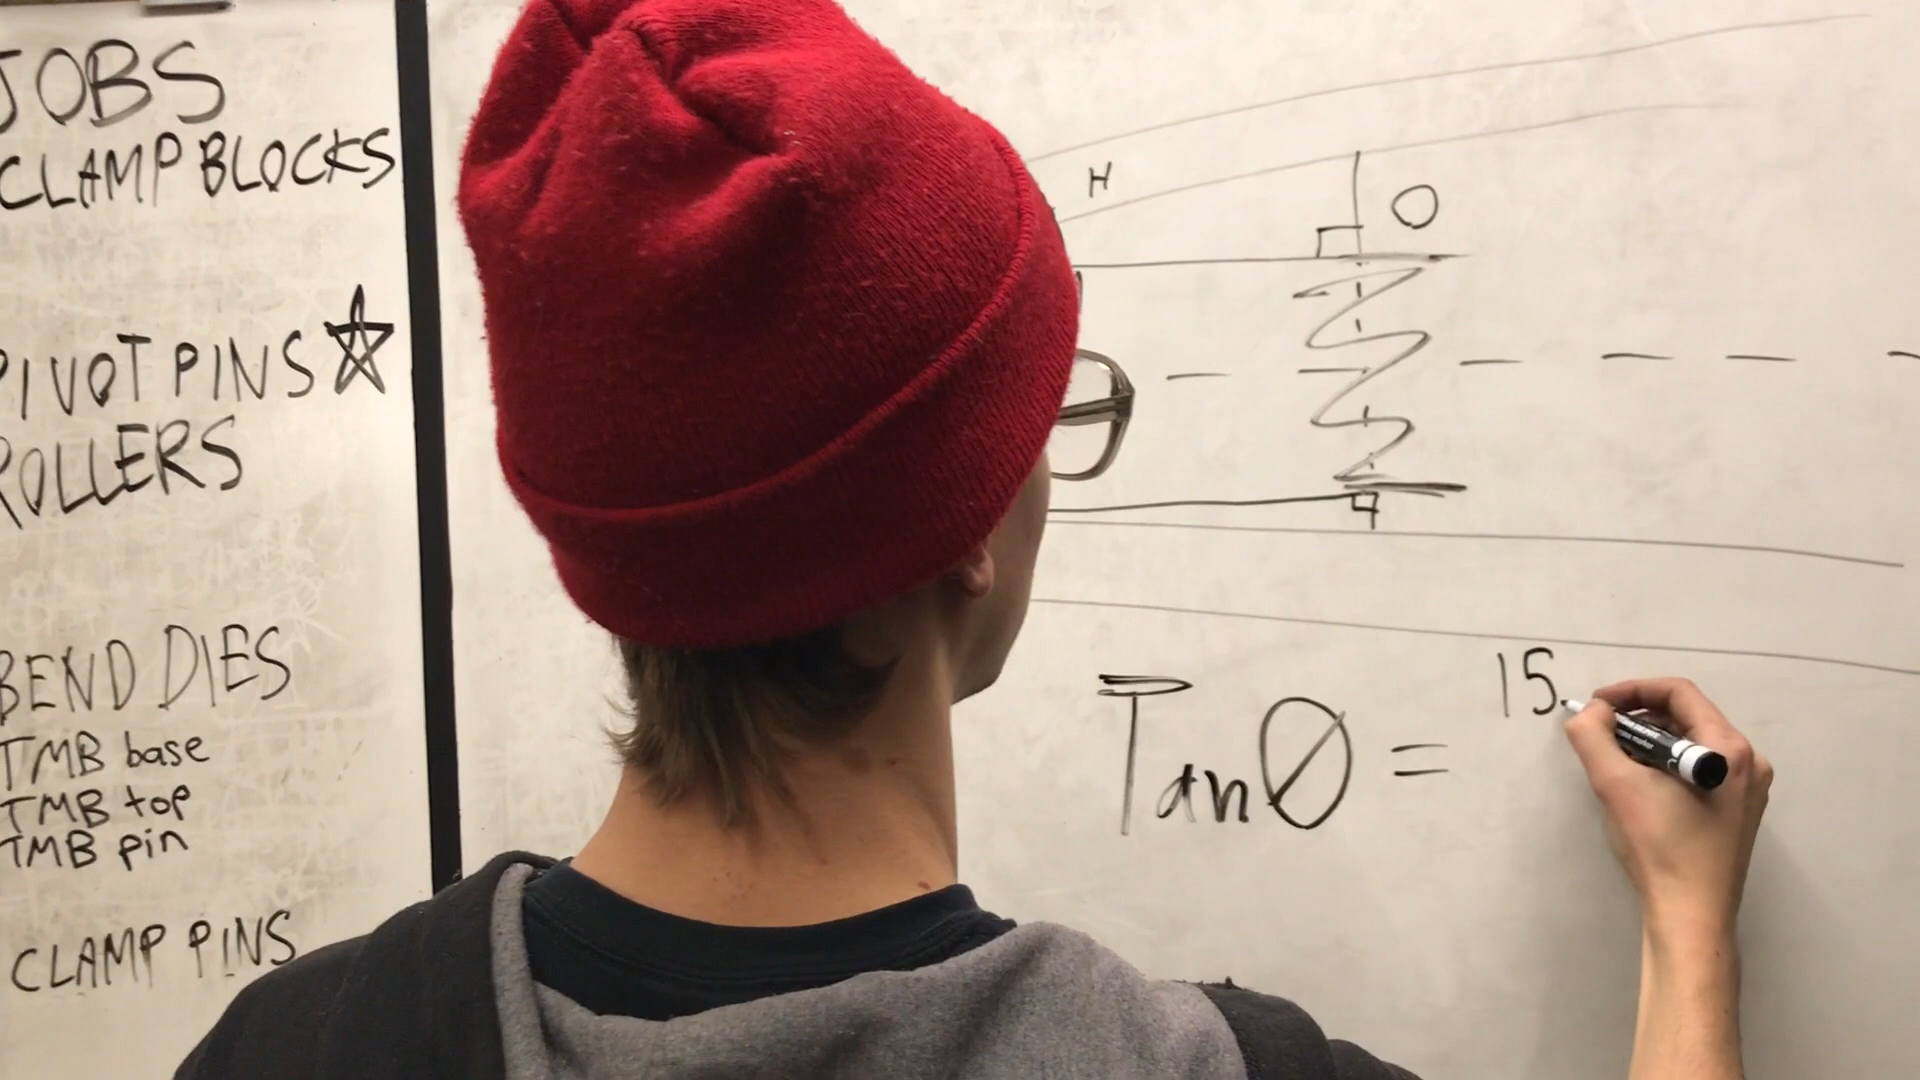 JOBS
CLAMP BLOCKS
PIVOT PINS
ROLLERS
BEND DIES
TMB base
TMB top
TMB pin
CLAMP PINS
H
O
Tan Ø = 15.